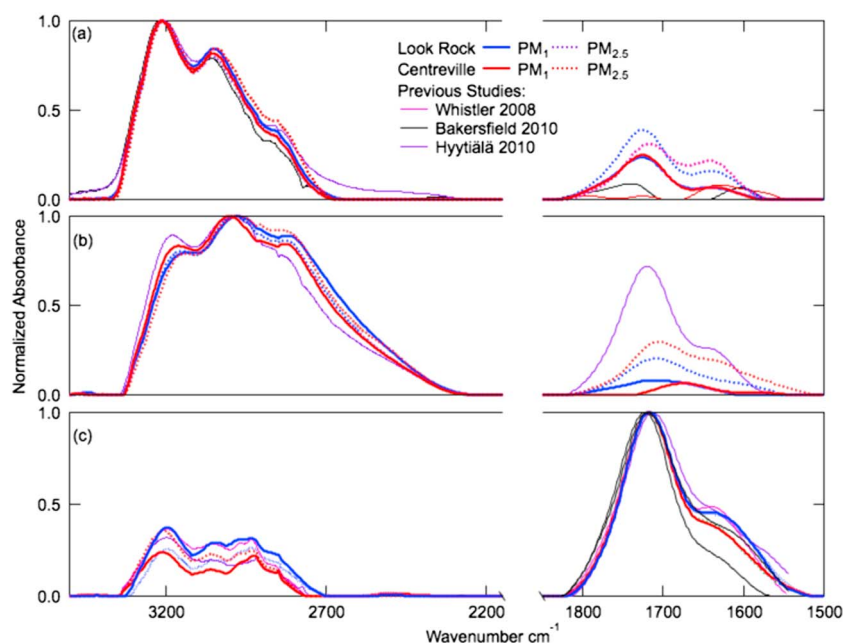 (a)
Look Rock PM1 PM2.5
Centreville PM1 PM2.5
Previous Studies:
Whistler 2008
Bakersfield 2010
Hyytiälä 2010
1.0
0.5
0.0
(b)
1.0
0.5
0.0
(c)
1.0
0.5
0.0
Normalized Absorbance
3200 2700 2200 1800 1700 1600 1500
Wavenumber cm-1